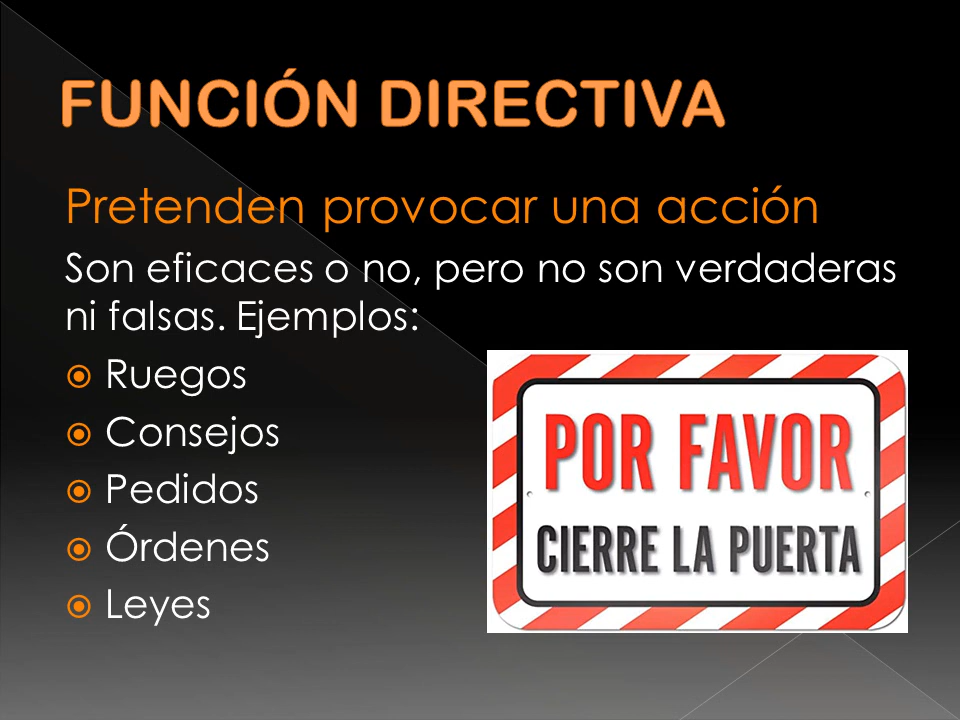 FUNCIÓN DIRECTIVA
Pretenden provocar una acción
Son eficaces o no, pero no son verdaderas
ni falsas. Ejemplos:
Ruegos
Consejos
Pedidos
Órdenes
Leyes
POR FAVOR
CIERRE LA PUERTA